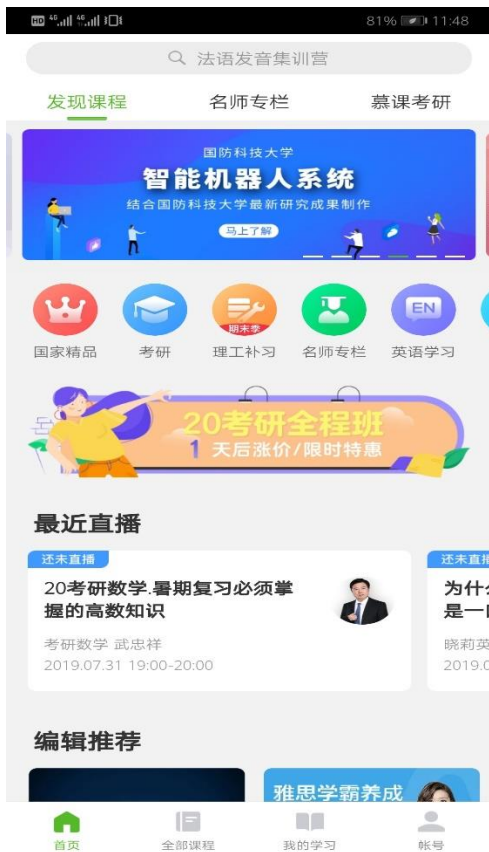 HD 46 46 81% 11:48
法语发音集训营
发现课程 名师专栏 慕课考研
国防科技大学
智能机器人系统
结合国防科技大学最新研究成果制作
马上了解
EN
期末季
国家精品 考研 理工补习 名师专栏 英语学习
20考研全程班
1 天后涨价/限时特惠
最近直播
还未直播 还未直播
20考研数学.暑期复习必须掌 为什么
握的高数知识 是一
考研数学 武忠祥 晓莉英
2019.07.31 19:00-20:00 2019.0
编辑推荐
雅思学霸养成
首页 全部课程 我的学习 帐号